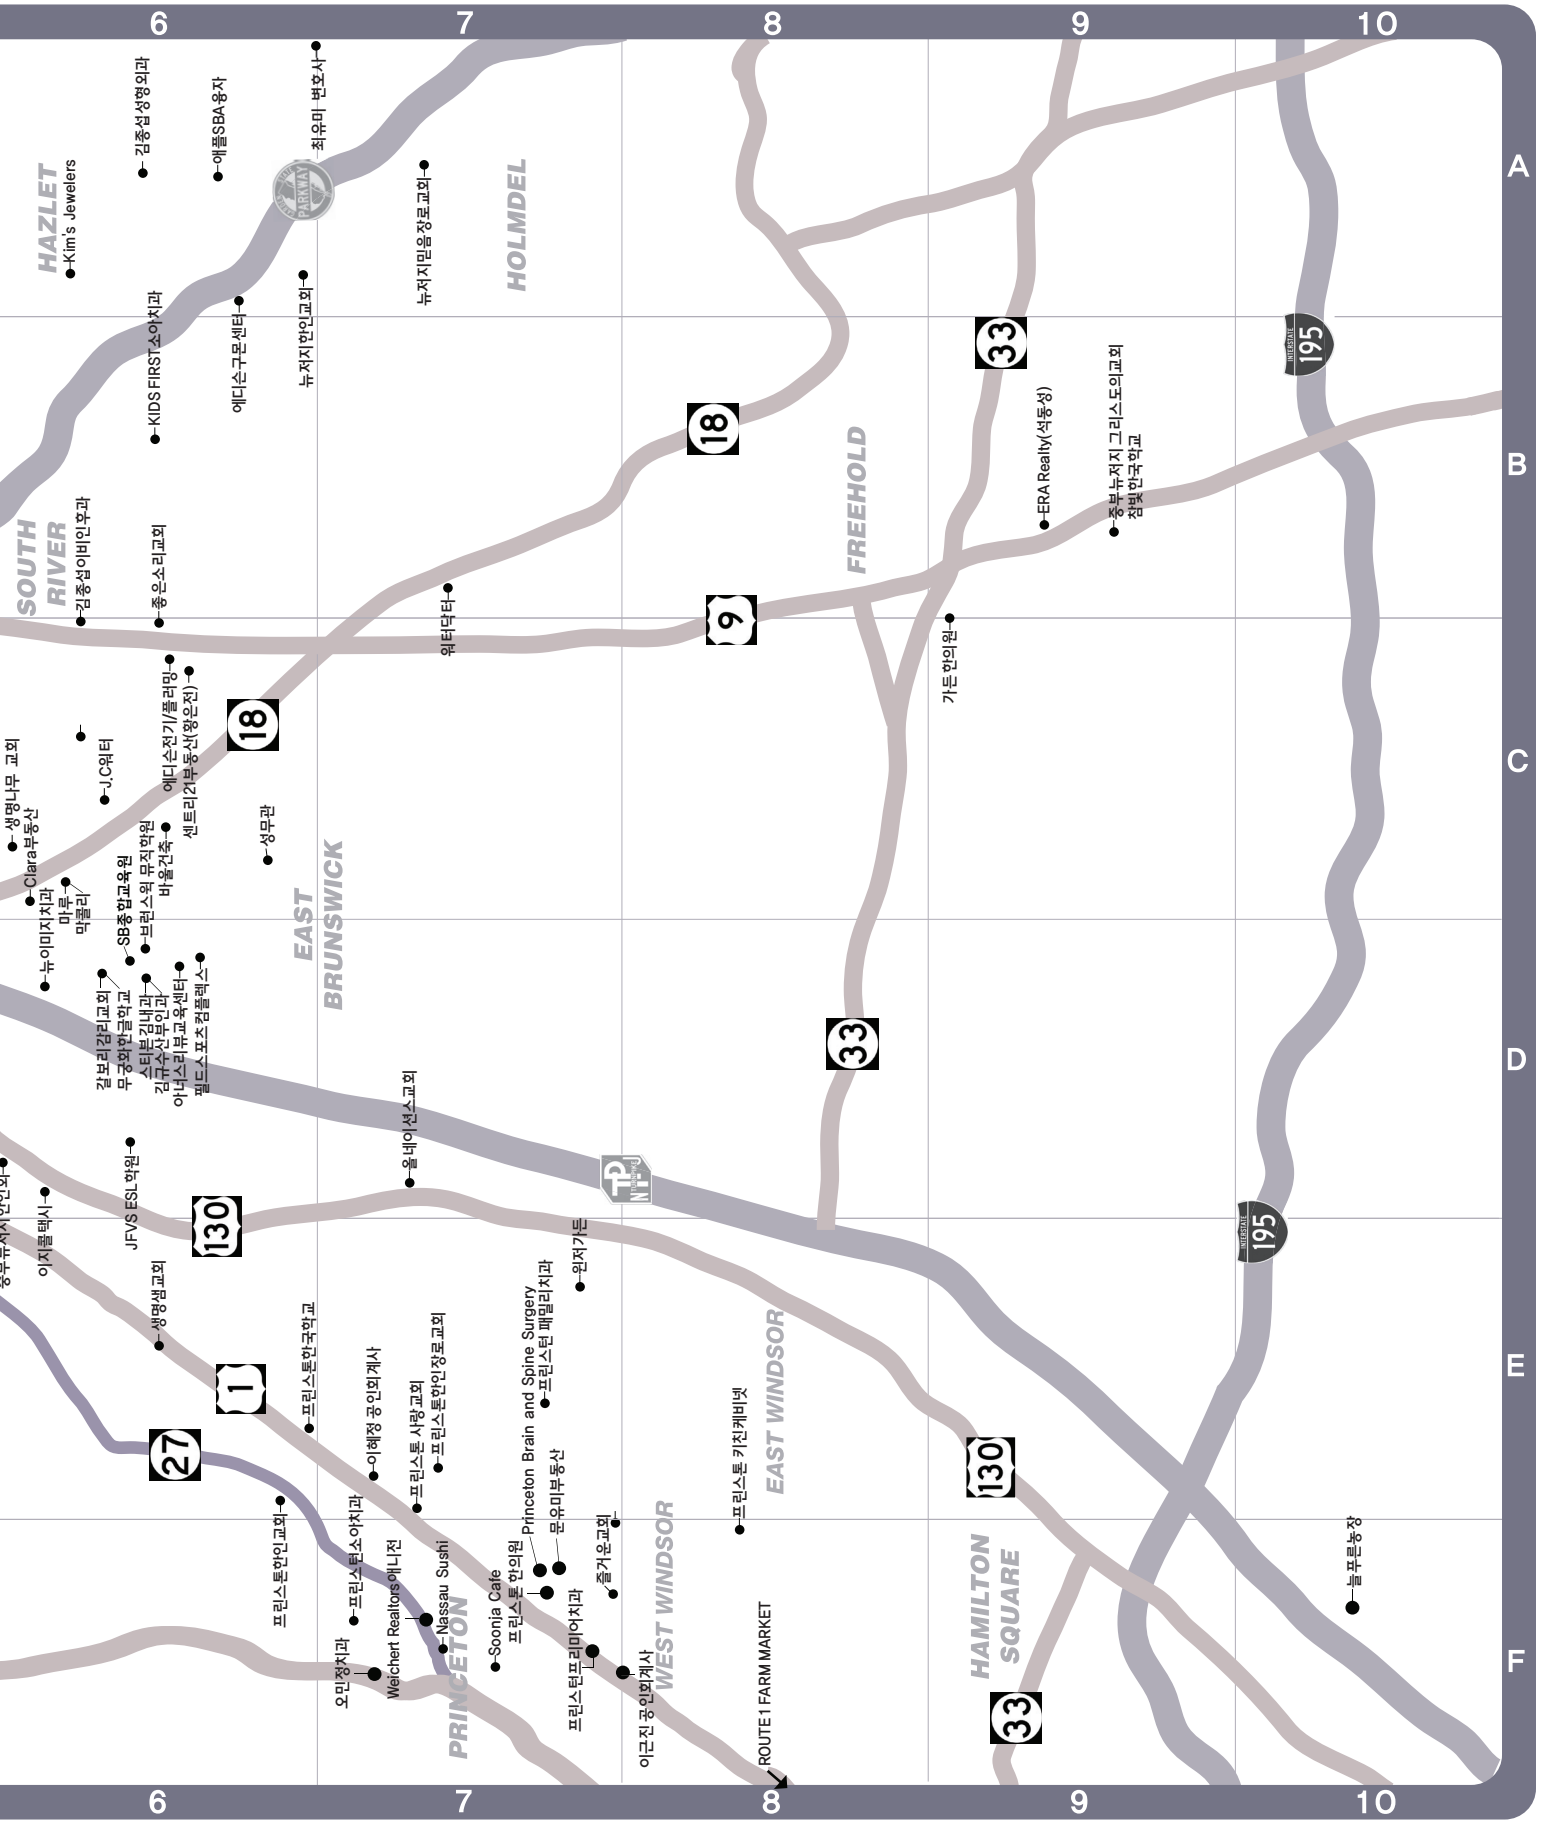 6 7 8 9 10
HAZLET
Kim's Jewelers
김종섭성형외과
애플SBA융자
최유미 변호사
STATE
PARKWAY
뉴저지믿음장로교회
HOLMDEL
A
KIDS FIRST소아치과
에디슨구몬센터
뉴저지한인교회
33
INTERSTATE
195
18
FREEHOLD
ERA Realty(석동성)
중부뉴저지 그리스도의교회
참빛한국학교
B
SOUTH
RIVER
김종섭이비인후과
좋은소리교회
워터닥터
9
가든한의원
에디슨전기/플러밍
센트리21부동산(황은전)
18
생명나무 교회
J.C워터
C
Clara부동산
성무관
뉴이미지치과
마루
막콜리
SB종합교육원
브런스윅 뮤직학원
바울건축
EAST
BRUNSWICK
갈보리감리교회
무궁화한글학교
스티븐김내과
김규수산부인과
아너스리뷰교육센터
필드스포츠컴플렉스
33
D
올네이션스교회
JFVS ESL학원
TURNPIKE
이지콜택시
130
INTERSTATE
195
생명샘교회
윈저가든
프린스톤한국학교
이혜정 공인회계사
프린스톤 사랑교회
프린스톤한인장로교회
Princeton Brain and Spine Surgery
프린스턴 패밀리치과
EAST WINDSOR
1
E
27
문유미부동산
프린스톤 키친케비넷
130
프린스톤한인교회
프린스턴소아치과
Weichert Realtors애니전
Nassau Sushi
Soonja Cafe
프린스톤 한의원
즐거운교회
WEST WINDSOR
HAMILTON
SQUARE
늘푸른농장
F
오민정치과
PRINCETON
프린스턴프리미어치과
이근진 공인회계사
ROUTE 1 FARM MARKET
33
6 7 8 9 10